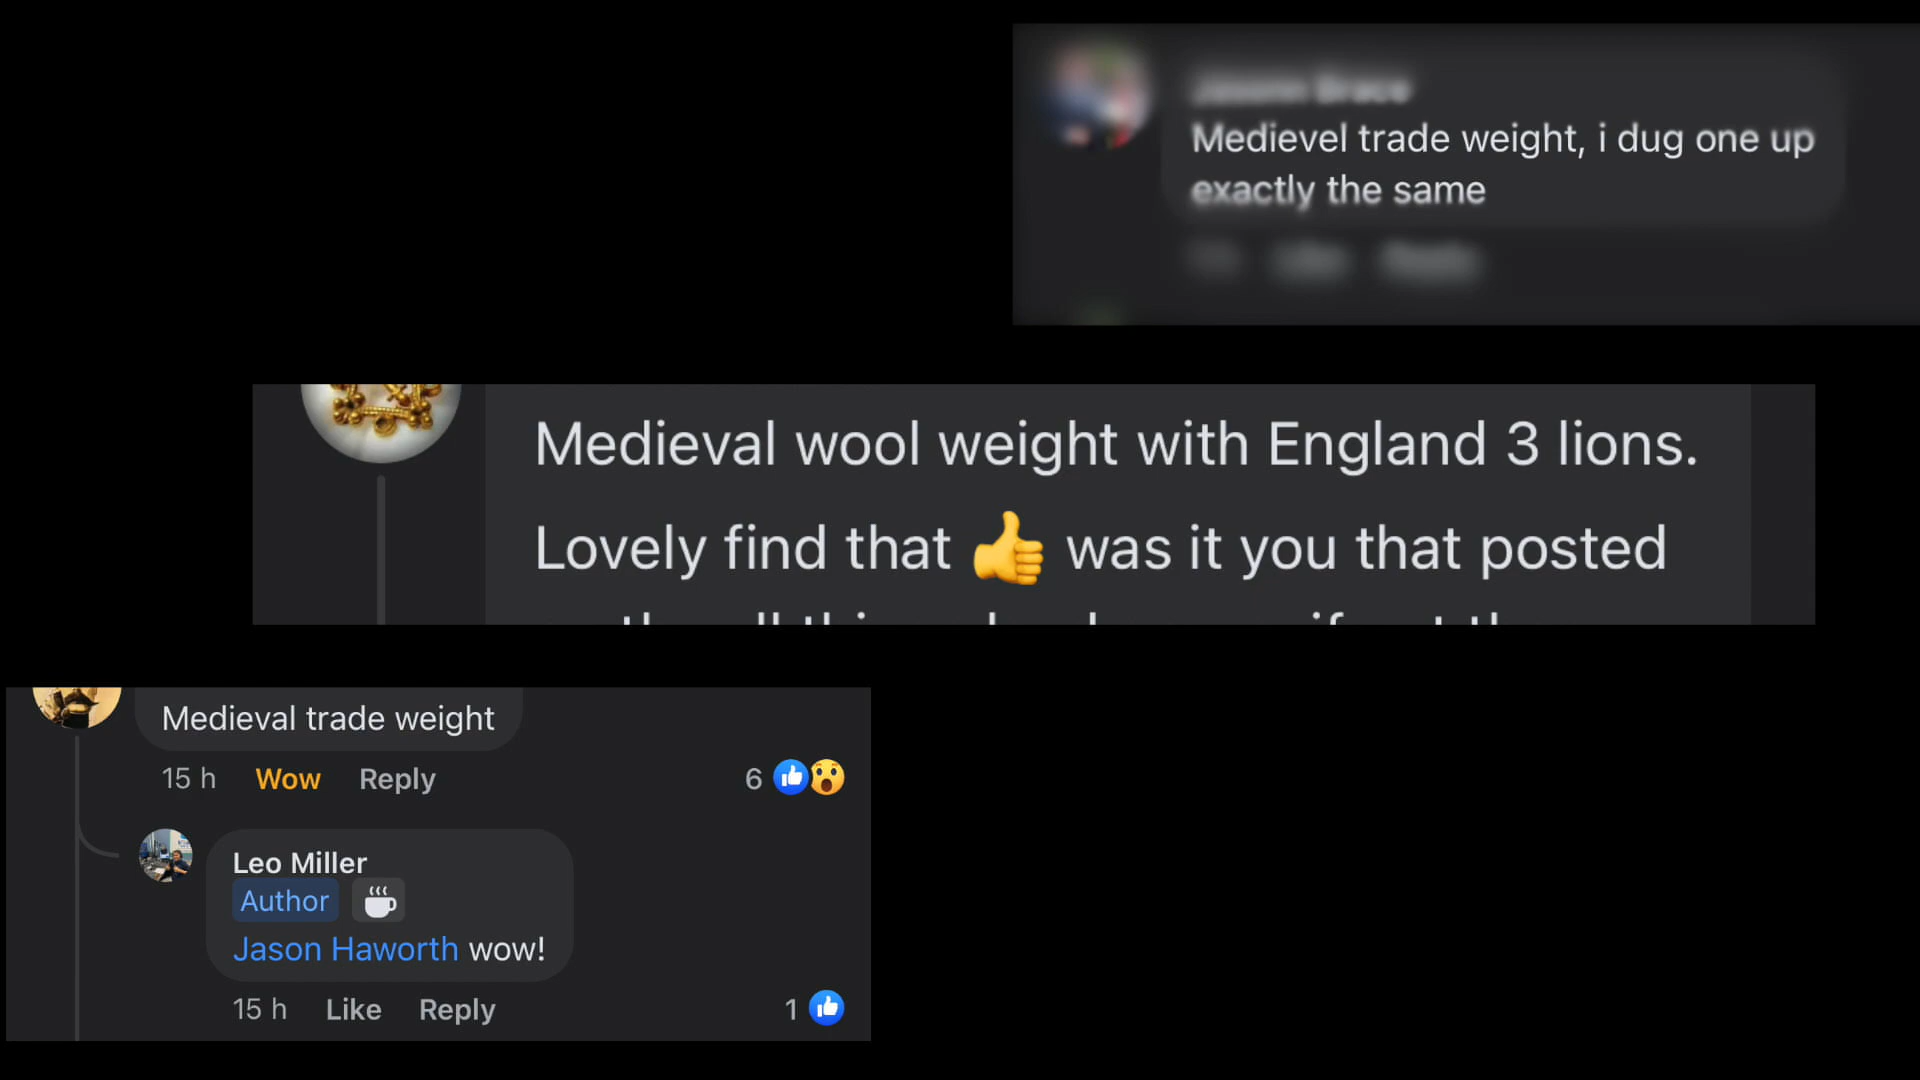 Medievel trade weight, i dug one up
exactly the same
Medieval wool weight with England 3 lions.
Lovely find that 👍 was it you that posted
Medieval trade weight
15 h Wow Reply 6
Leo Miller
Author
Jason Haworth wow!
15 h Like Reply 1